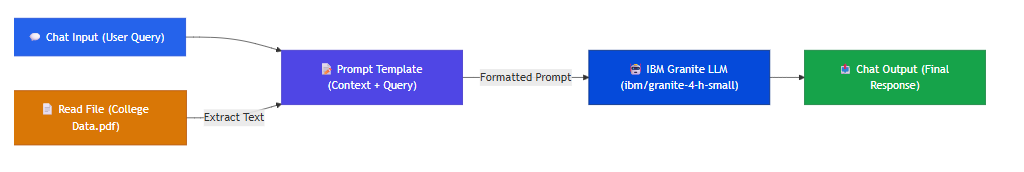 💬 Chat Input (User Query)
📄 Read File (College
Data.pdf)
Extract Text
📝 Prompt Template
(Context + Query)
Formatted Prompt
🤖 IBM Granite LLM
(ibm/granite-4-h-small)
📤 Chat Output (Final
Response)